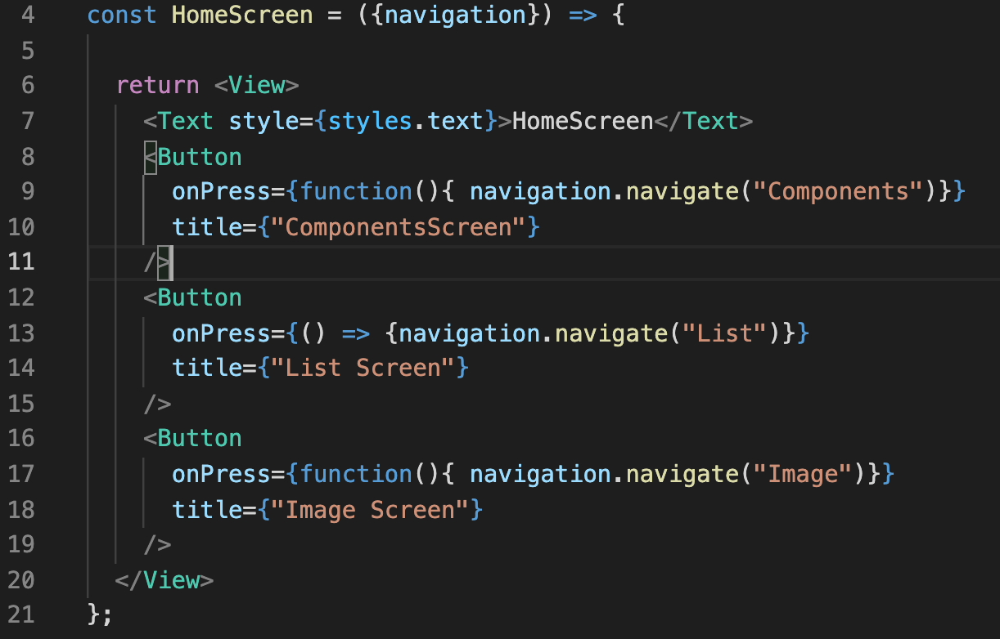 4 const HomeScreen = ({navigation}) => {
5
6 return <View>
7 <Text style={styles.text}>HomeScreen</Text>
8 <Button
9 onPress={function(){ navigation.navigate("Components")}}
10 title={"ComponentsScreen"}
11 />
12 <Button
13 onPress={() => {navigation.navigate("List")}}
14 title={"List Screen"}
15 />
16 <Button
17 onPress={function(){ navigation.navigate("Image")}}
18 title={"Image Screen"}
19 />
20 </View>
21 };